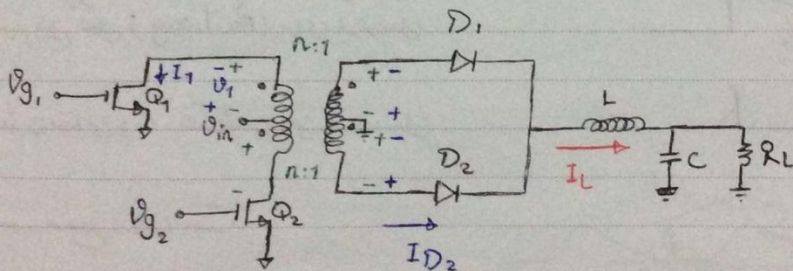 D1
n:1
+ -
I1
- +
v1
vg1
Q1
+ -
vin
+
- +
+ -
L
n:1
D2
IL
C
RL
-
- +
vg2
Q2
ID2